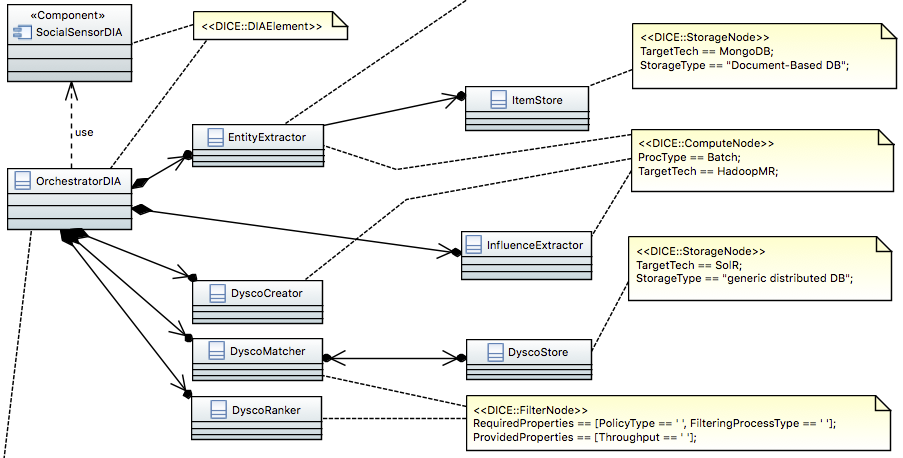 «Component»
SocialSensorDIA
<<DICE::DIAElement>>
<<DICE::StorageNode>>
TargetTech == MongoDB;
StorageType == "Document-Based DB";
ItemStore
use
EntityExtractor
<<DICE::ComputeNode>>
ProcType == Batch;
TargetTech == HadoopMR;
OrchestratorDIA
InfluenceExtractor
<<DICE::StorageNode>>
TargetTech == SolR;
StorageType == "generic distributed DB";
DyscoCreator
DyscoMatcher
DyscoStore
DyscoRanker
<<DICE::FilterNode>>
RequiredProperties == [PolicyType == ' ', FilteringProcessType == ' '];
ProvidedProperties == [Throughput == ' '];